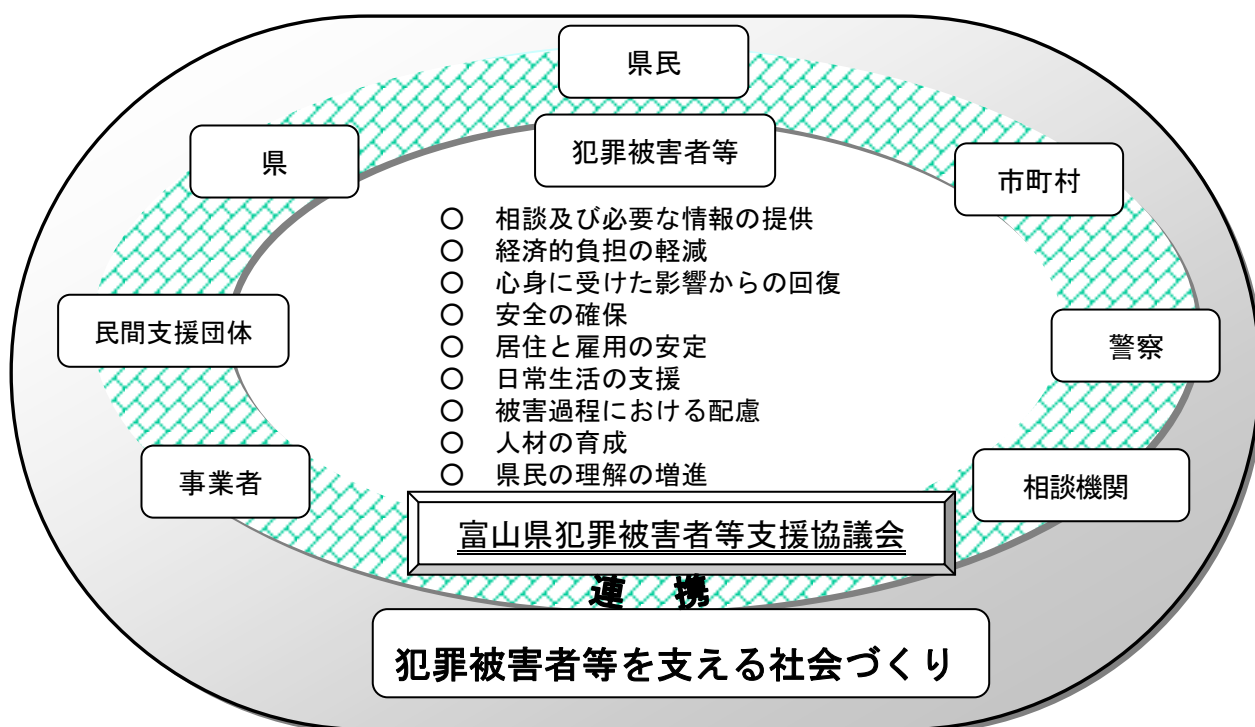 県民
県
犯罪被害者等
市町村
○ 相談及び必要な情報の提供
○ 経済的負担の軽減
○ 心身に受けた影響からの回復
○ 安全の確保
○ 居住と雇用の安定
○ 日常生活の支援
○ 被害過程における配慮
○ 人材の育成
○ 県民の理解の増進
民間支援団体
警察
事業者
相談機関
富山県犯罪被害者等支援協議会
連 携
犯罪被害者等を支える社会づくり